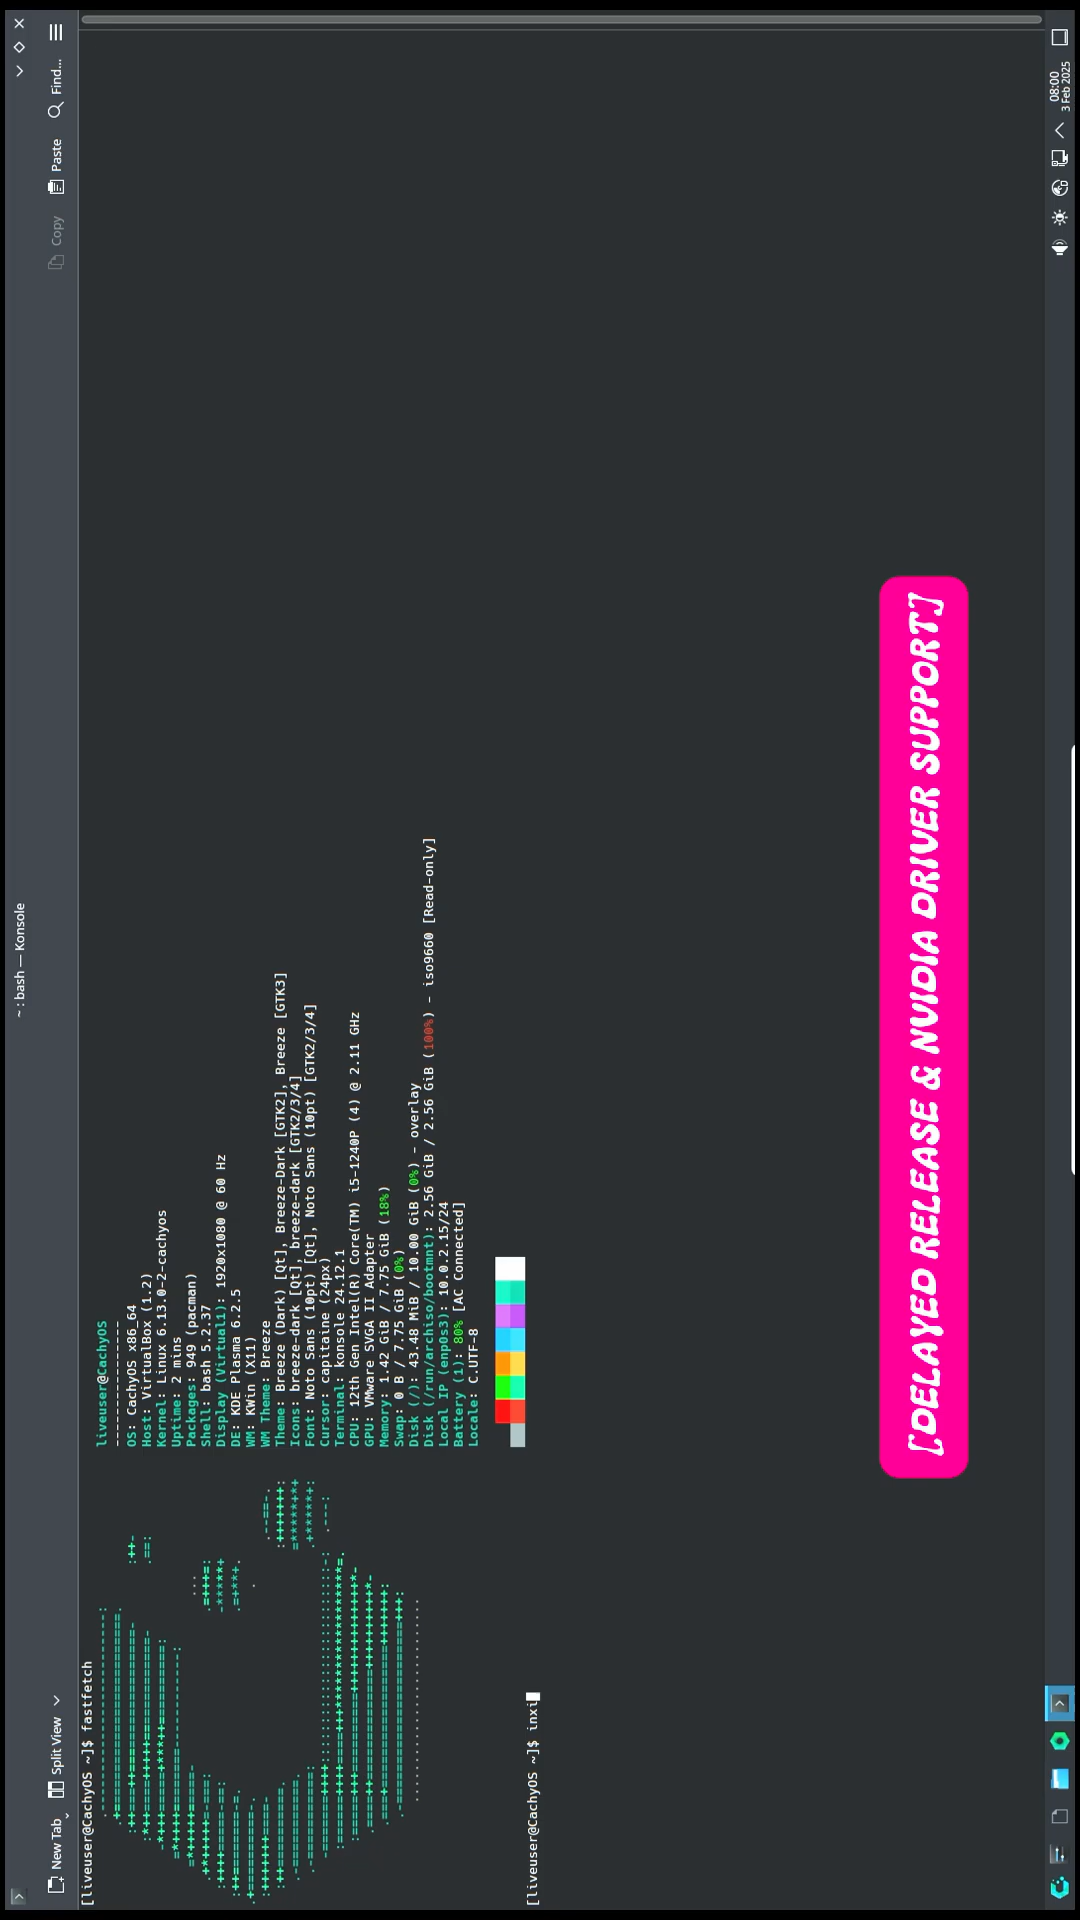 ~ : bash — Konsole
New Tab
Split View
Copy
Paste
Find...
[liveuser@CachyOS ~]$ fastfetch
liveuser@CachyOS
-----------------
OS: CachyOS x86_64
Host: VirtualBox (1.2)
Kernel: Linux 6.13.0-2-cachyos
Uptime: 2 mins
Packages: 949 (pacman)
Shell: bash 5.2.37
Display (Virtual1): 1920x1080 @ 60 Hz
DE: KDE Plasma 6.2.5
WM: KWin (X11)
WM Theme: Breeze
Theme: Breeze (Dark) [Qt], Breeze-Dark [GTK2], Breeze [GTK3]
Icons: breeze-dark [Qt], breeze-dark [GTK2/3/4]
Font: Noto Sans (10pt) [Qt], Noto Sans (10pt) [GTK2/3/4]
Cursor: capitaine (24px)
Terminal: konsole 24.12.1
CPU: 12th Gen Intel(R) Core(TM) i5-1240P (4) @ 2.11 GHz
GPU: VMware SVGA II Adapter
Memory: 1.42 GiB / 7.75 GiB (18%)
Swap: 0 B / 7.75 GiB (0%)
Disk (/): 43.48 MiB / 10.00 GiB (0%) - overlay
Disk (/run/archiso/bootmnt): 2.56 GiB / 2.56 GiB (100%) - iso9660 [Read-only]
Local IP (enp0s3): 10.0.2.15/24
Battery (1): 80% [AC Connected]
Locale: C.UTF-8
[liveuser@CachyOS ~]$ inxi
[DELAYED RELEASE & NVIDIA DRIVER SUPPORT]
08:00
3 Feb 2025